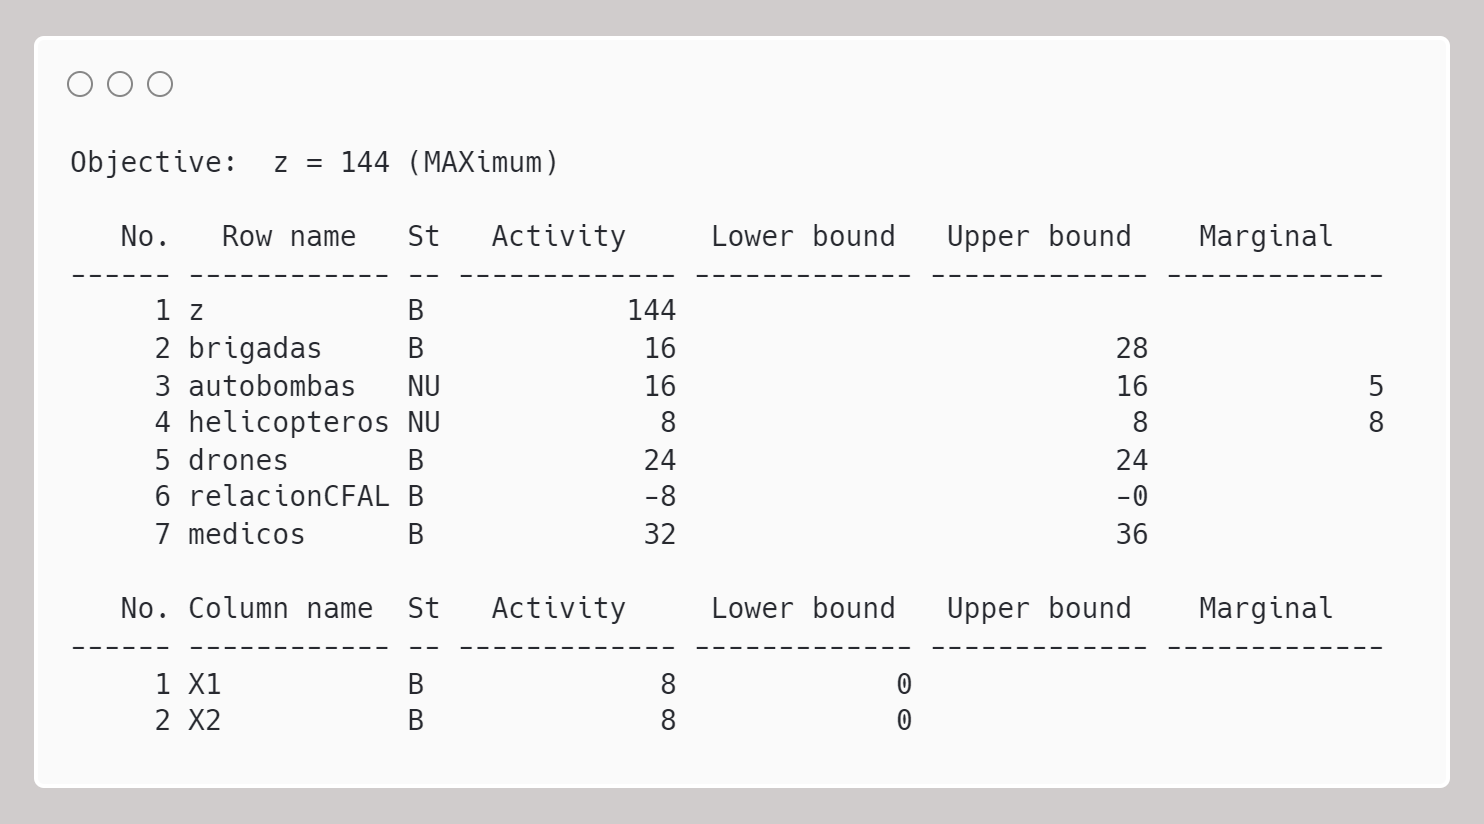 Objective:  z = 144 (MAXimum)

   No.   Row name   St   Activity     Lower bound   Upper bound    Marginal
------ ------------ -- ------------- ------------- ------------- -------------
     1 z            B            144
     2 brigadas     B             16                          28
     3 autobombas   NU            16                          16             5
     4 helicopteros NU             8                           8             8
     5 drones       B             24                          24
     6 relacionCFAL B             -8                          -0
     7 medicos      B             32                          36

   No. Column name  St   Activity     Lower bound   Upper bound    Marginal
------ ------------ -- ------------- ------------- ------------- -------------
     1 X1           B              8             0
     2 X2           B              8             0